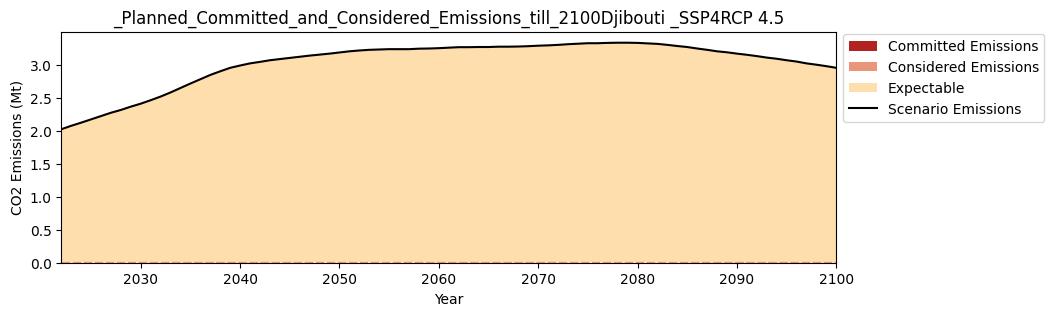 _Planned_Committed_and_Considered_Emissions_till_2100Djibouti _SSP4RCP 4.5
Committed Emissions
Considered Emissions
Expectable
Scenario Emissions
CO2 Emissions (Mt)
3.0
2.5
2.0
1.5
1.0
0.5
0.0
2030 2040 2050 2060 2070 2080 2090 2100
Year